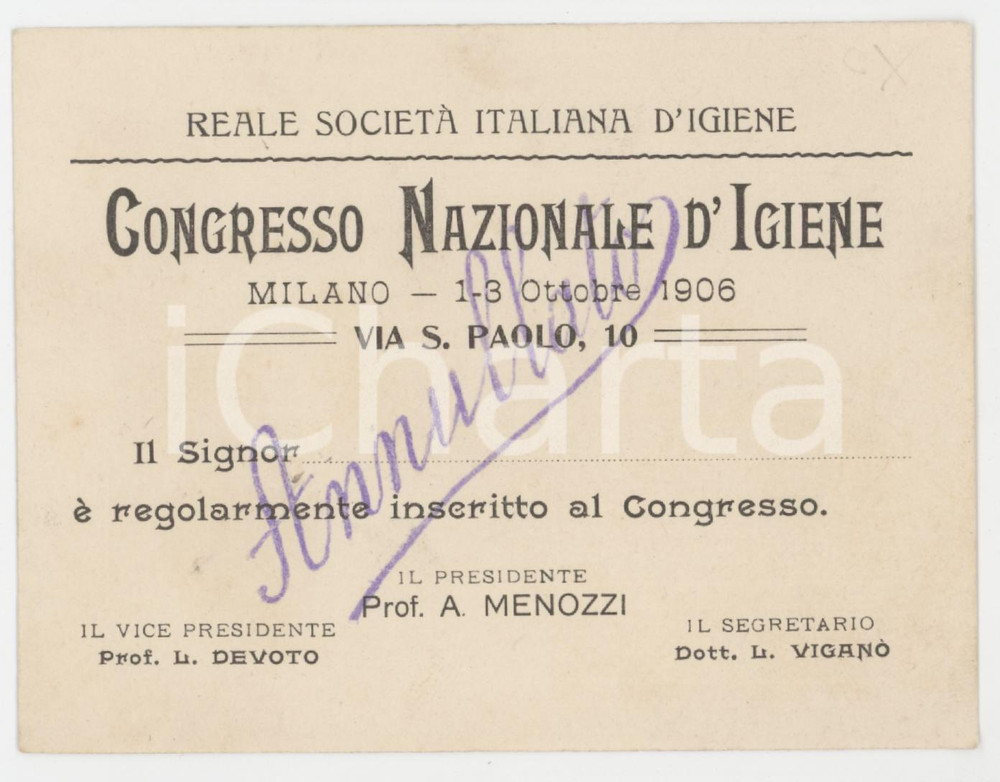 REALE SOCIETÀ ITALIANA D'IGIENE
CONGRESSO NAZIONALE D'IGIENE
MILANO — 1-3 Ottobre 1906
VIA S. PAOLO, 10
Il Signor
è regolarmente inscritto al Congresso.
Annullato
IL PRESIDENTE
Prof. A. MENOZZI
IL VICE PRESIDENTE
Prof. L. DEVOTO
IL SEGRETARIO
Dott. L. VIGANÒ
iCharta